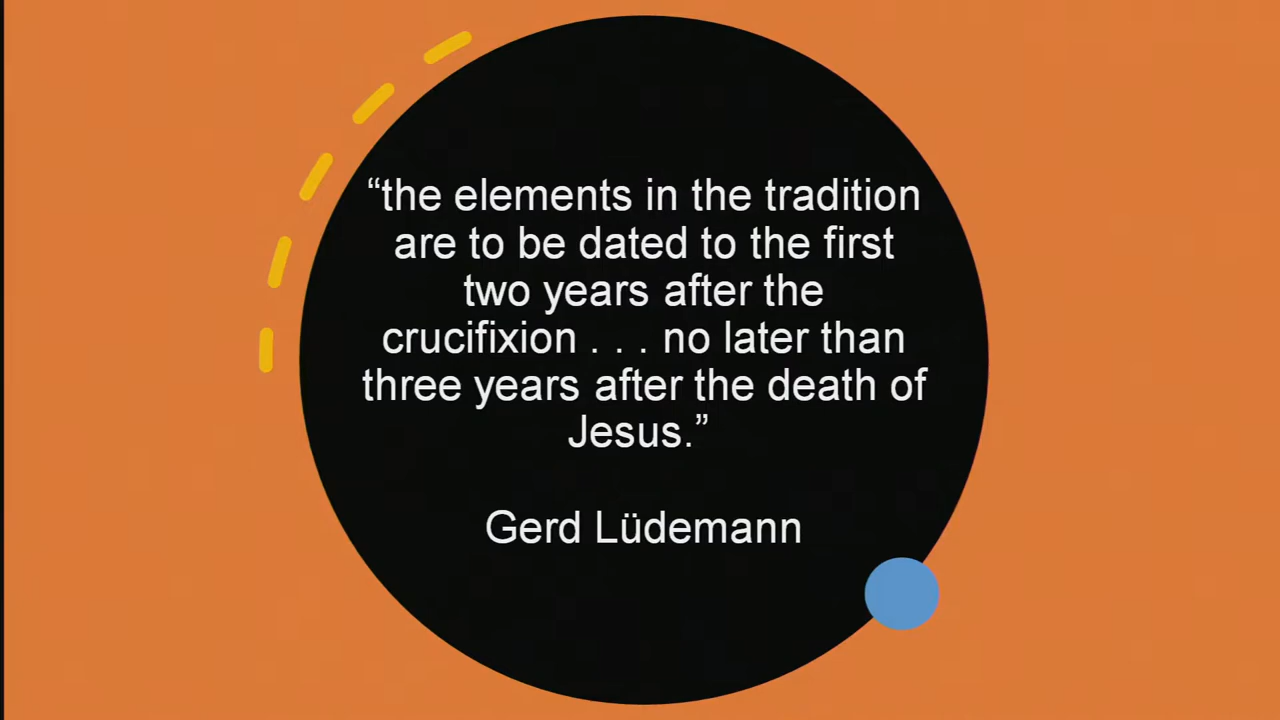 “the elements in the tradition
are to be dated to the first
two years after the
crucifixion . . . no later than
three years after the death of
Jesus.”
Gerd Lüdemann